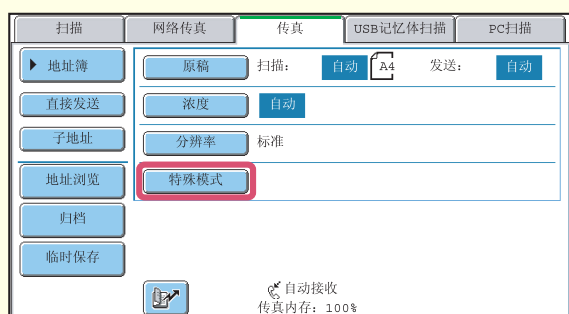 扫描 网络传真 传真 USB记忆体扫描 PC扫描
地址簿 原稿 扫描： 自动 A4 发送： 自动
直接发送 浓度 自动
子地址 分辨率 标准
地址浏览 特殊模式
归档
临时保存
自动接收
传真内存：100%